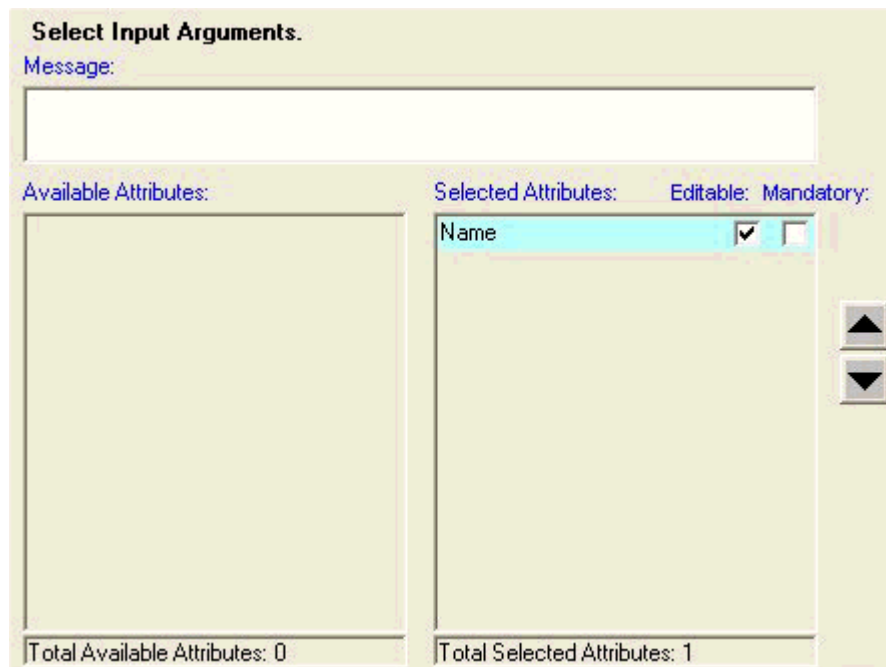 Select Input Arguments.
Message:
Available Attributes:
Selected Attributes: Editable: Mandatory:
Name
Total Available Attributes: 0
Total Selected Attributes: 1